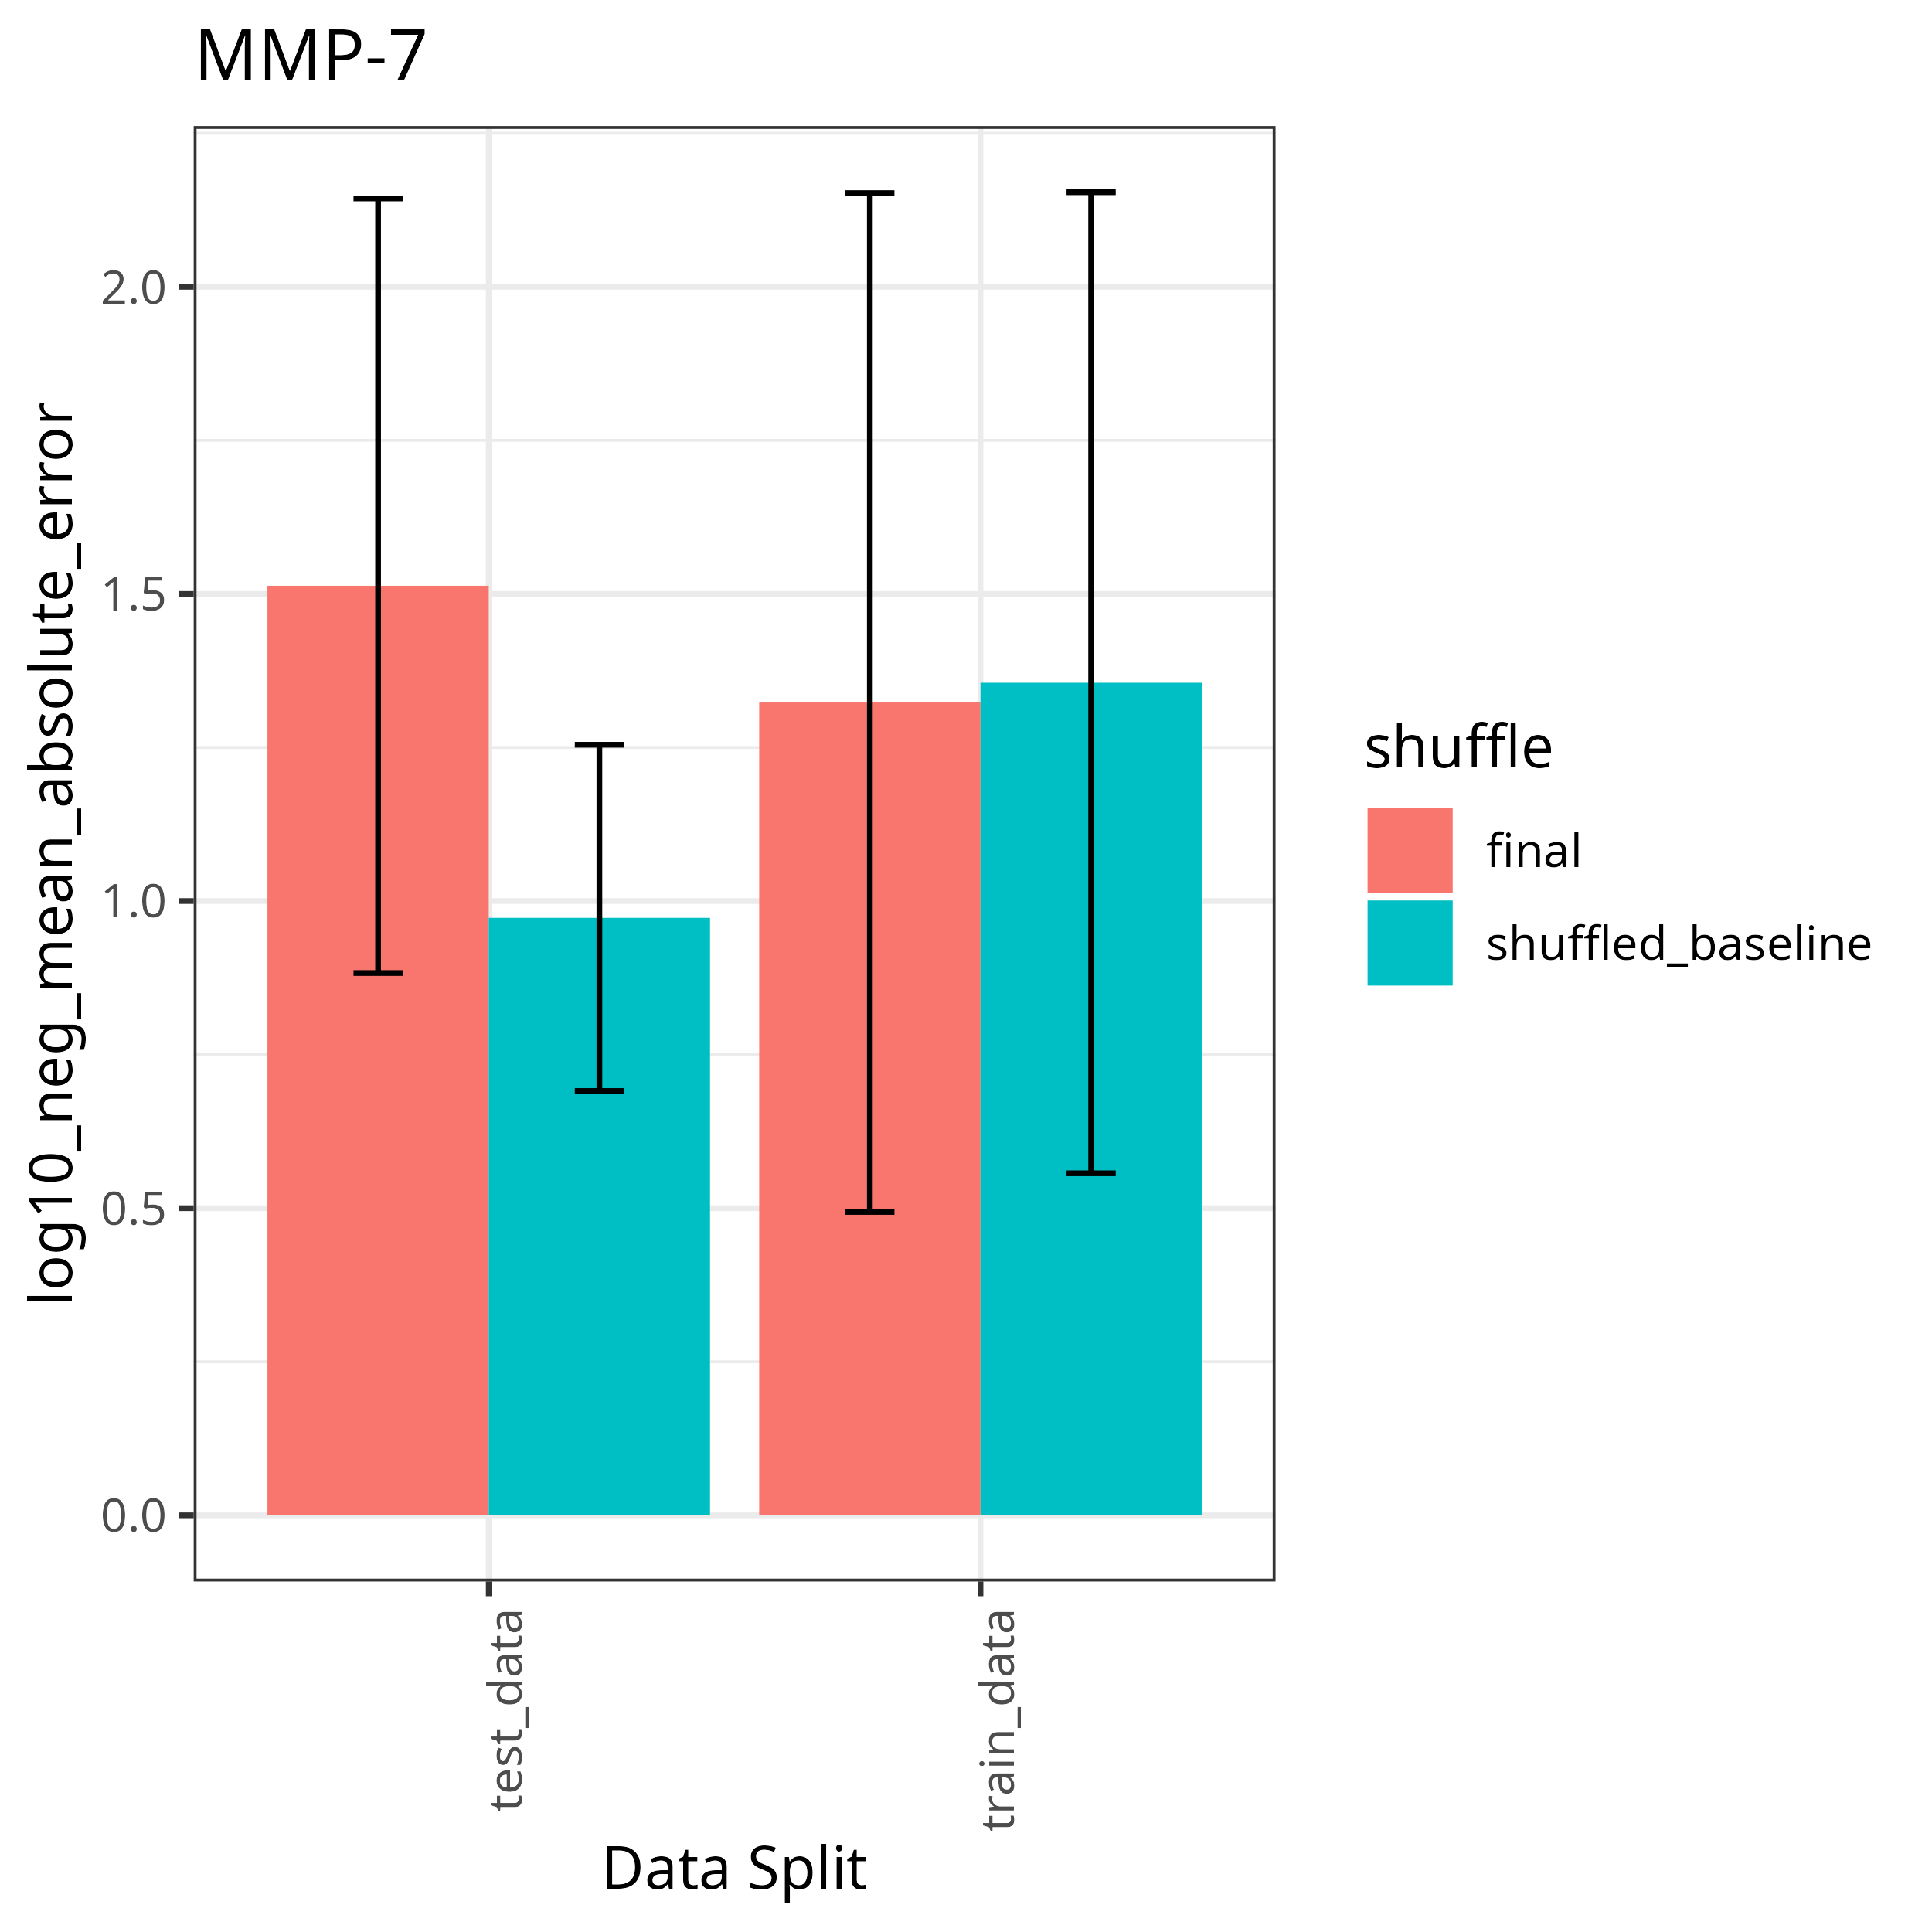 MMP-7
log10_neg_mean_absolute_error
2.0
1.5
1.0
0.5
0.0
test_data
train_data
Data Split
shuffle
final
shuffled_baseline